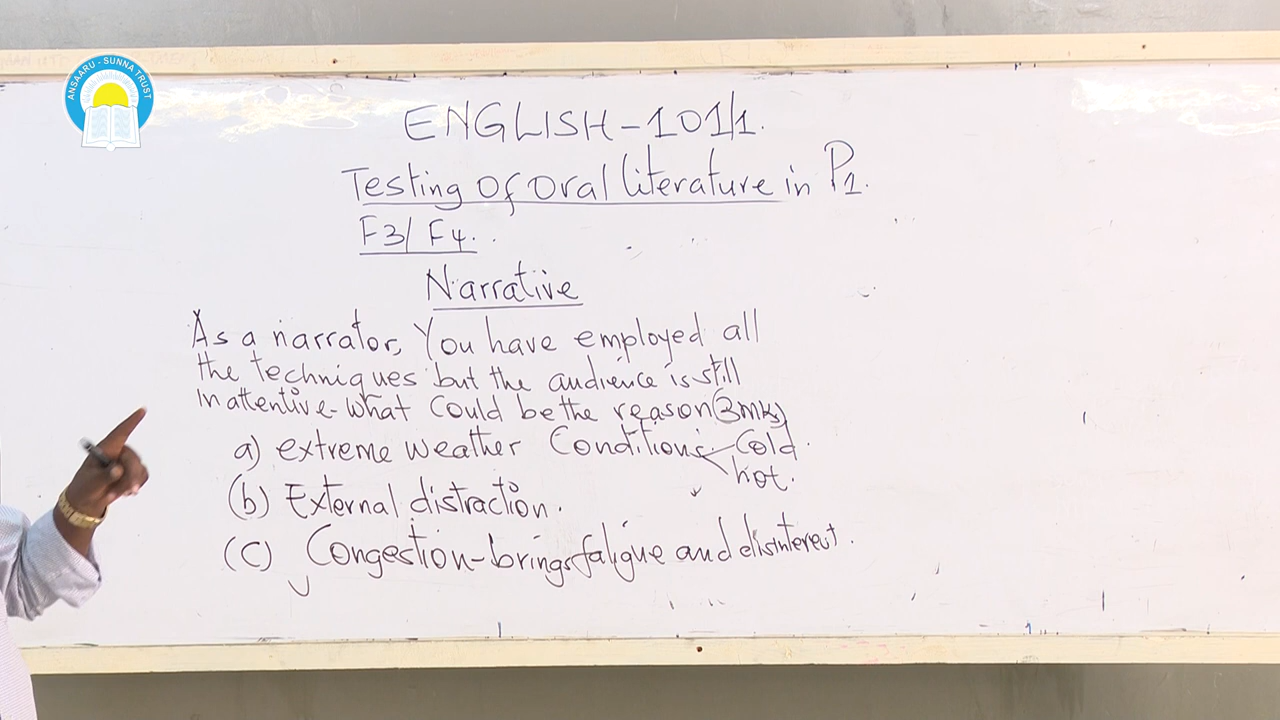 ANSAARU - SUNNA TRUST
ENGLISH - 101/1.
Testing of oral literature in P1.
F3/ F4.
Narrative
As a narrator, You have employed all
the techniques but the audience is still
Inattentive - what could be the reason (3mks)
a) extreme weather Conditions. Cold.
hot.
(b) External distraction.
(c) Congestion - brings fatigue and disinterest.